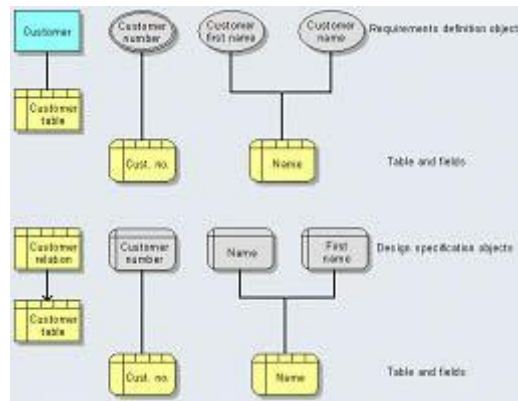 Customer
Customer
number
Customer
first name
Customer
name
Requirements definition object
Customer
table
Cust. no.
Name
Table and fields
Customer
relation
Customer
number
Name
First
name
Design specification objects
Customer
table
Cust. no.
Name
Table and fields